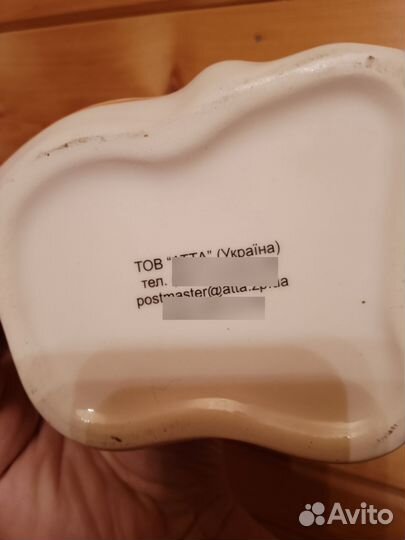 ТОВ "АТТА" (Україна)
тел.
postmaster@atta.zp.ua
Avito